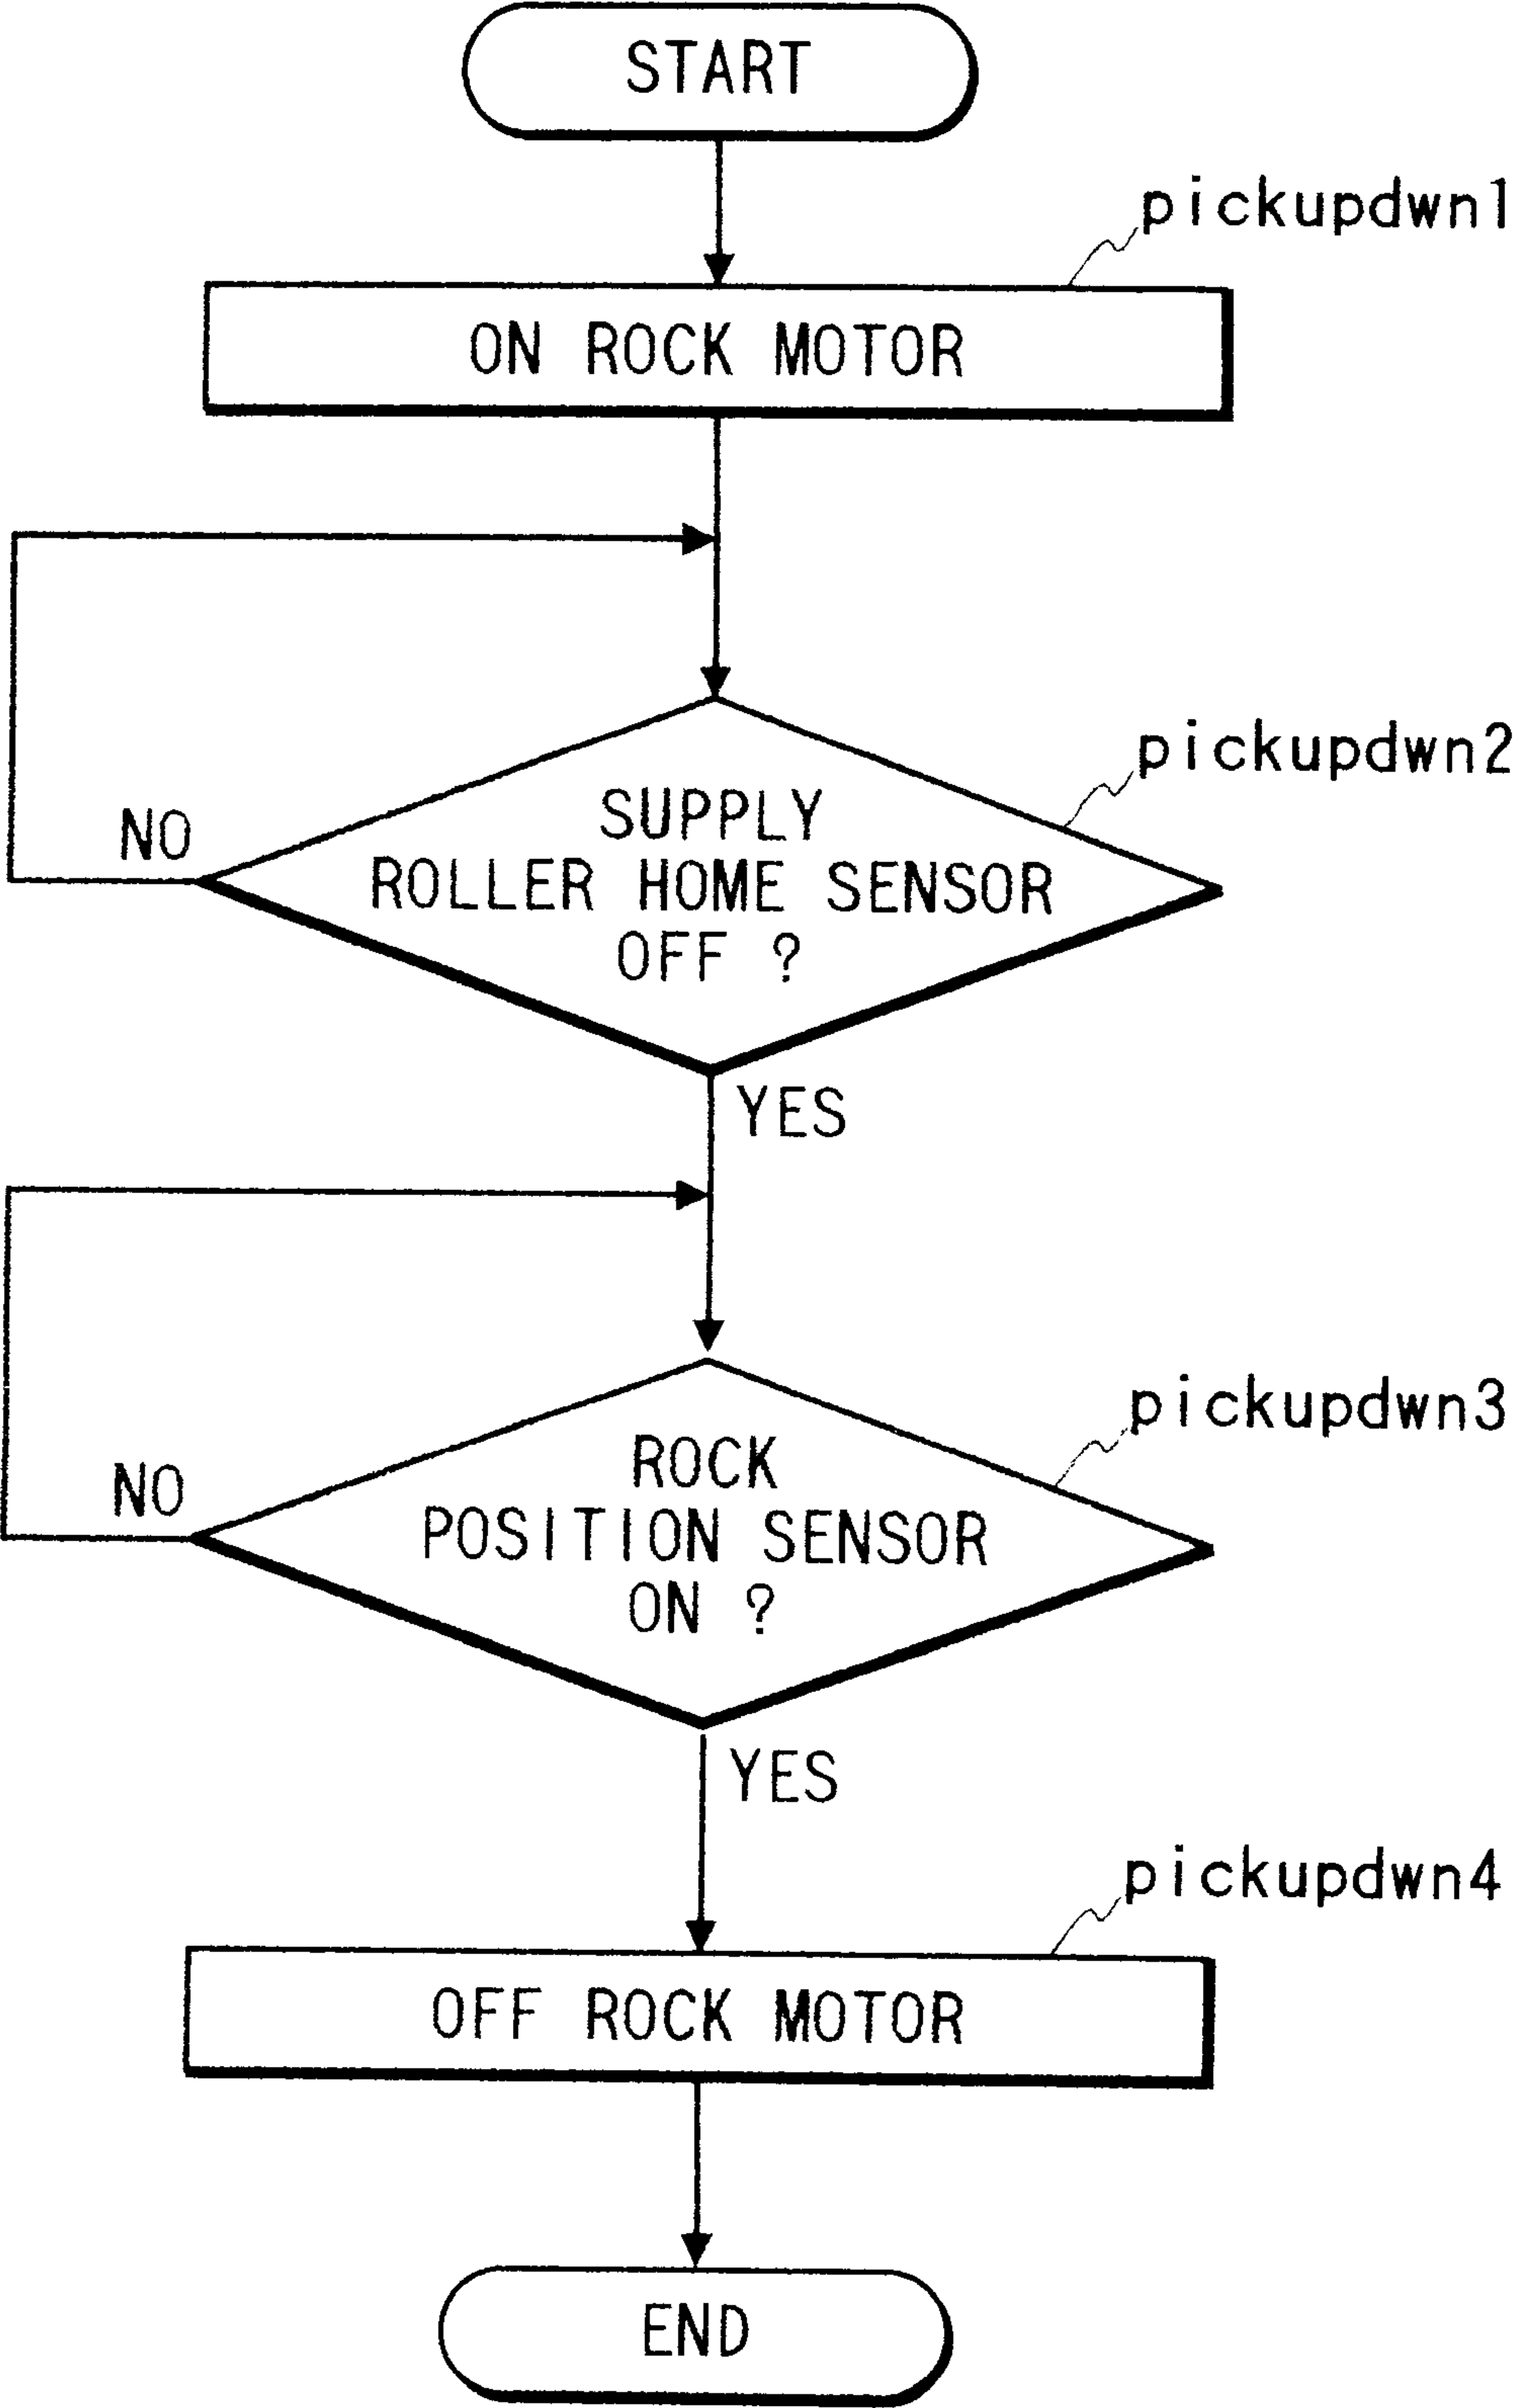 START
pickupdwn1
ON ROCK MOTOR
pickupdwn2
NO
SUPPLY
ROLLER HOME SENSOR
OFF ?
YES
pickupdwn3
NO
ROCK
POSITION SENSOR
ON ?
YES
pickupdwn4
OFF ROCK MOTOR
END